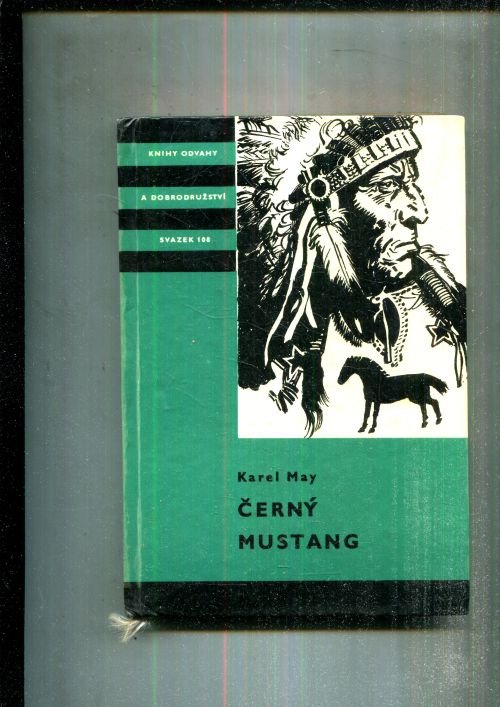 KNIHY ODVAHY
A DOBRODRUŽSTVÍ
SVAZEK 108
Karel May
ČERNÝ
MUSTANG